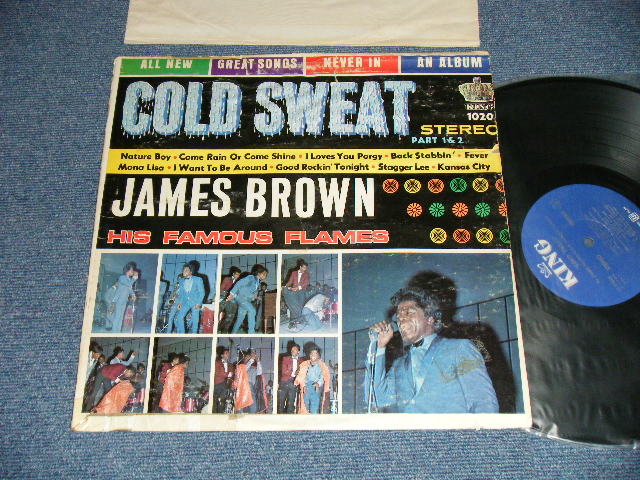 ALL NEW GREAT SONGS NEVER IN AN ALBUM
COLD SWEAT
KING
1020
STEREO
PART 1 & 2
Nature Boy • Come Rain Or Come Shine • I Loves You Porgy • Back Stabbin' • Fever
Mona Lisa • I Want To Be Around • Good Rockin' Tonight • Stagger Lee • Kansas City
JAMES BROWN
HIS FAMOUS FLAMES
KING